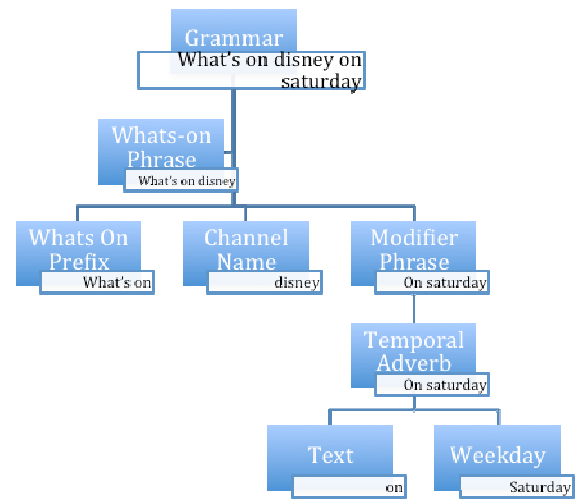 Grammar
What's on disney on
saturday
Whats-on
Phrase
What's on disney
Whats On
Prefix
What's on
Channel
Name
disney
Modifier
Phrase
On saturday
Temporal
Adverb
On saturday
Text
on
Weekday
Saturday